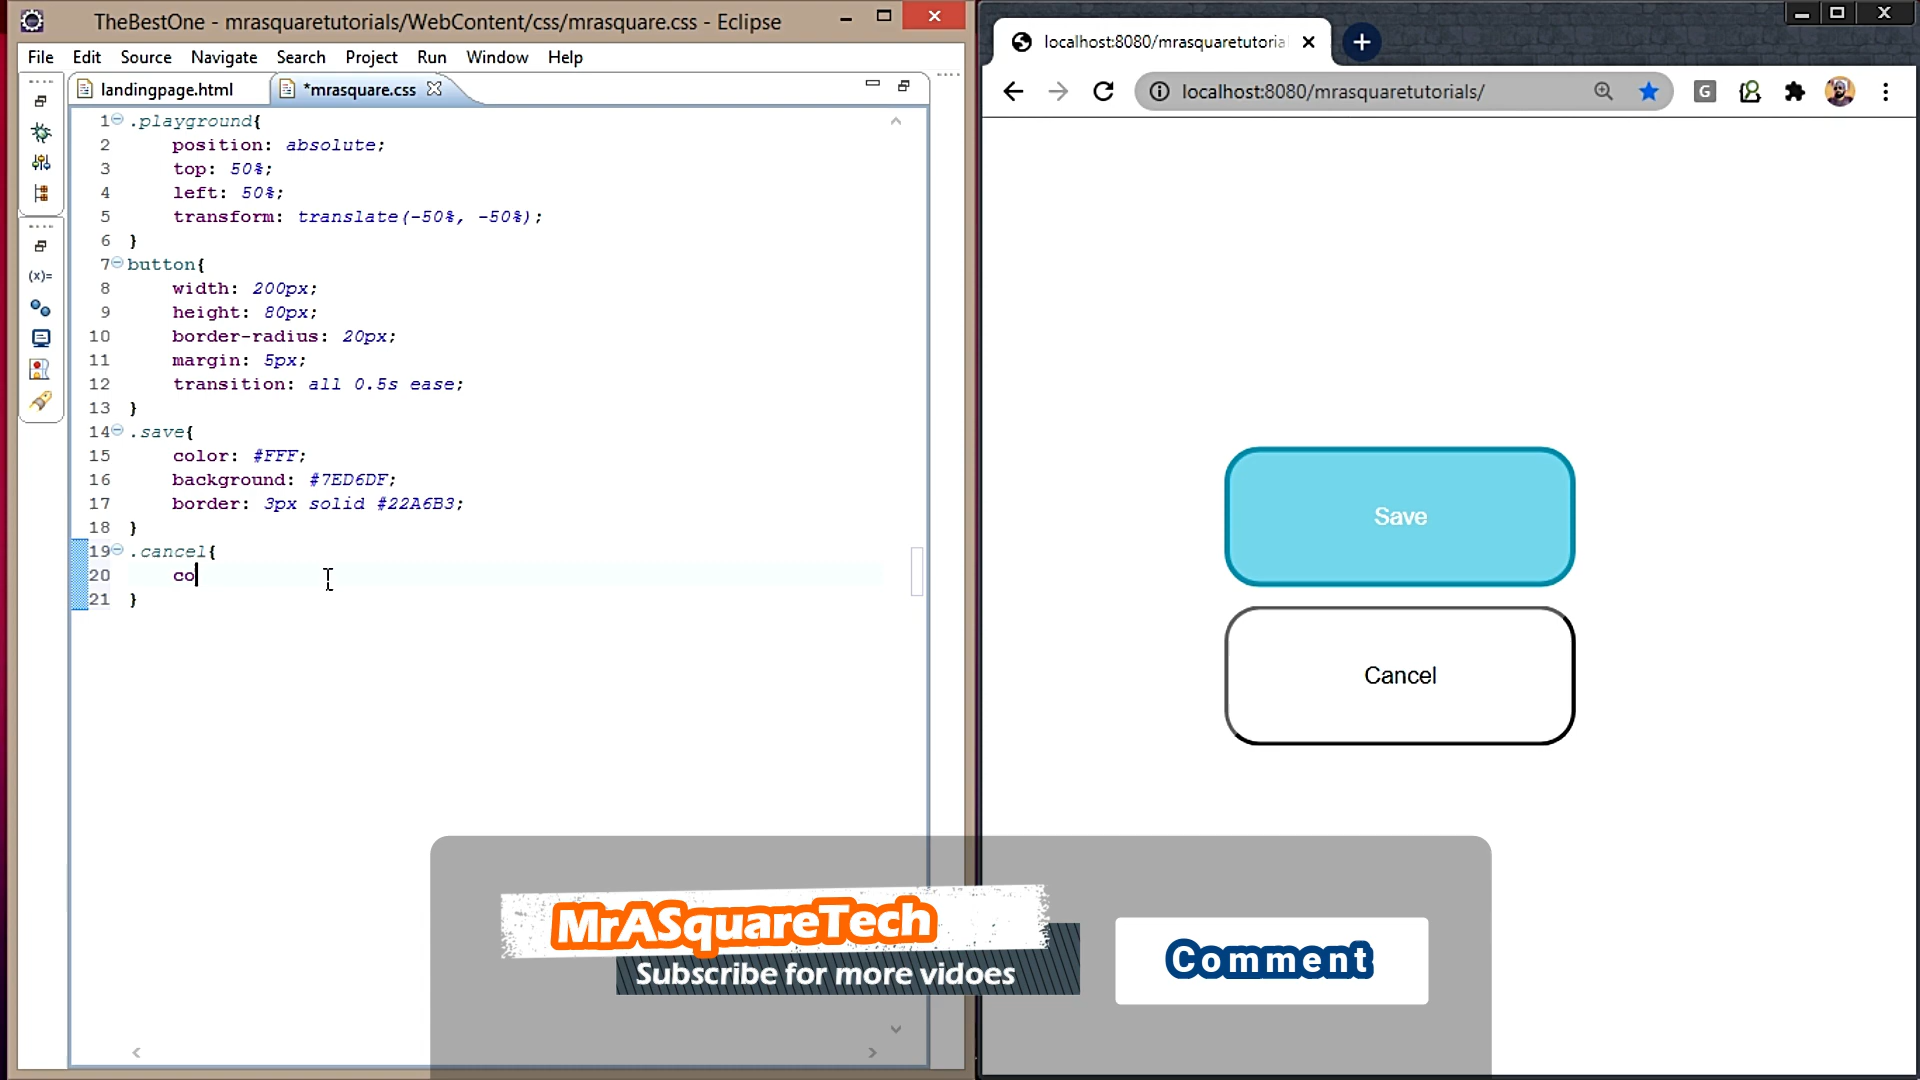 TheBestOne - mrasquaretutorials/WebContent/css/mrasquare.css - Eclipse
File Edit Source Navigate Search Project Run Window Help
landingpage.html *mrasquare.css
(x)=
1 .playground{
2 position: absolute;
3 top: 50%;
4 left: 50%;
5 transform: translate(-50%, -50%);
6 }
7 button{
8 width: 200px;
9 height: 80px;
10 border-radius: 20px;
11 margin: 5px;
12 transition: all 0.5s ease;
13 }
14 .save{
15 color: #FFF;
16 background: #7ED6DF;
17 border: 3px solid #22A6B3;
18 }
19 .cancel{
20 co
21 }
localhost:8080/mrasquaretutoria
localhost:8080/mrasquaretutorials/
G
Save
Cancel
MrASquareTech
Subscribe for more vidoes
Comment